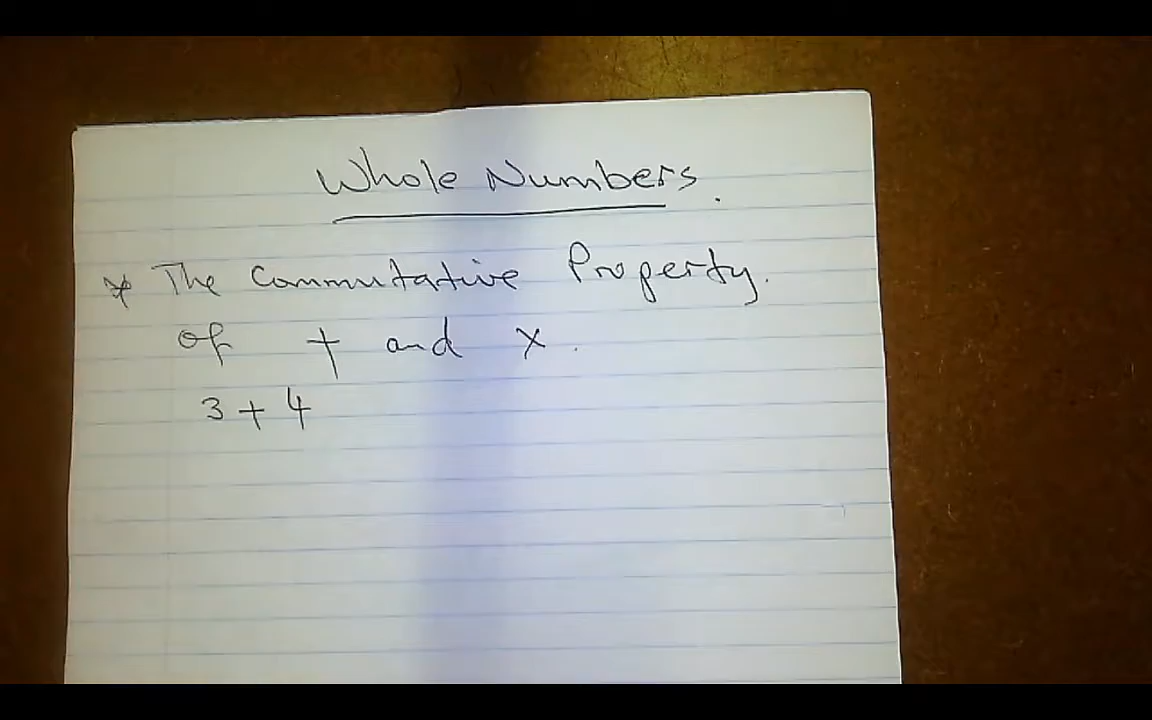 Whole Numbers.
* The Commutative Property.
of + and ×.
3 + 4